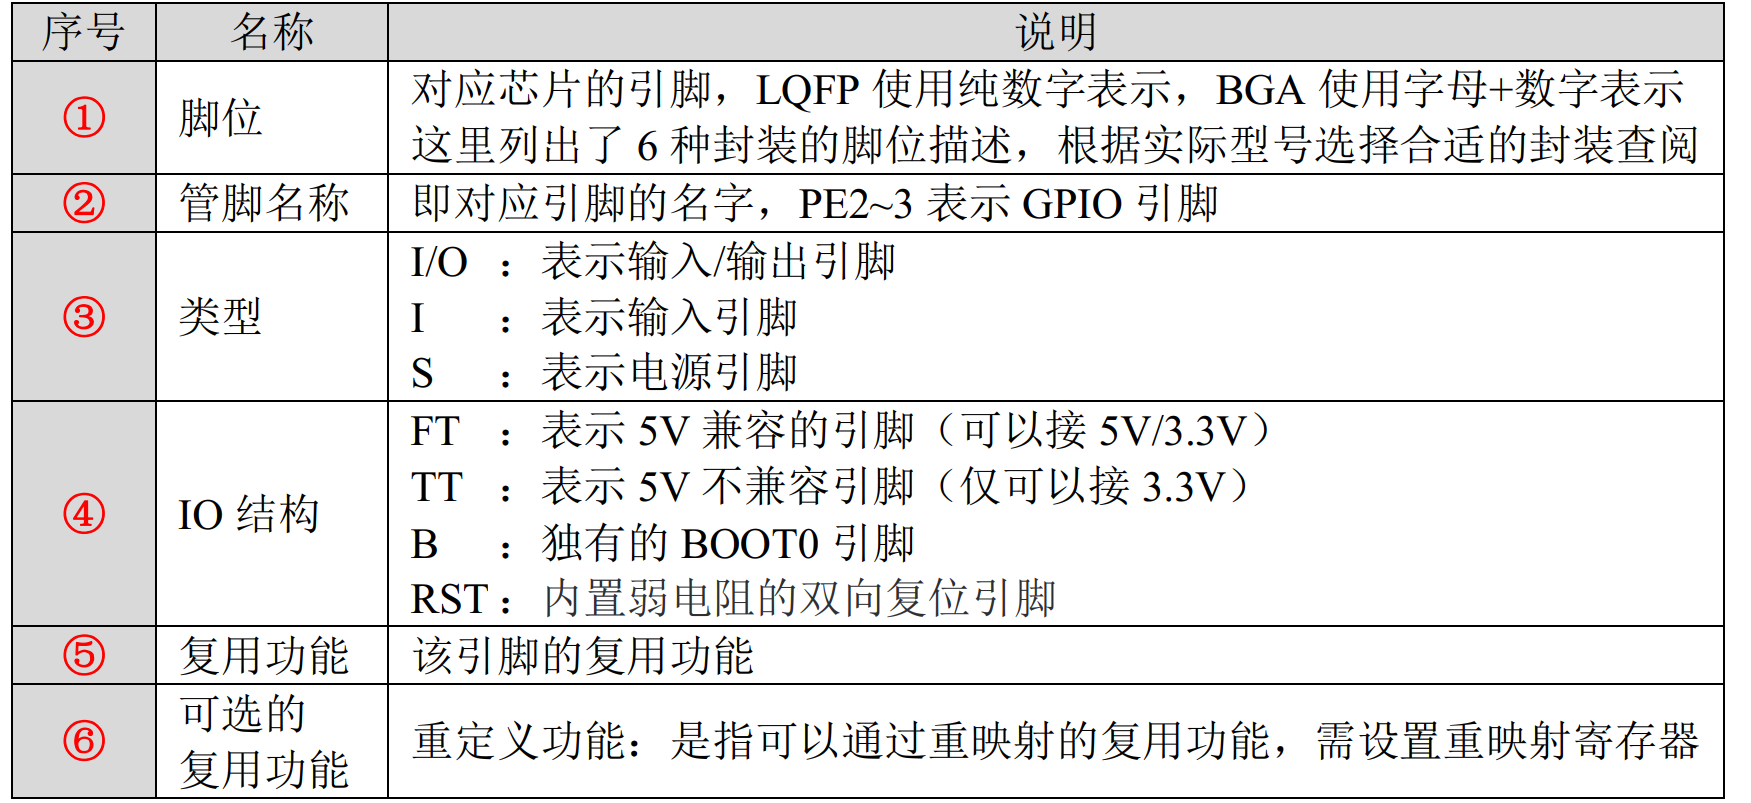 序号 名称 说明
① 脚位 对应芯片的引脚，LQFP 使用纯数字表示，BGA 使用字母+数字表示
这里列出了 6 种封装的脚位描述，根据实际型号选择合适的封装查阅
② 管脚名称 即对应引脚的名字，PE2~3 表示 GPIO 引脚
③ 类型 I/O ：表示输入/输出引脚
I ：表示输入引脚
S ：表示电源引脚
④ IO 结构 FT ：表示 5V 兼容的引脚（可以接 5V/3.3V）
TT ：表示 5V 不兼容引脚（仅可以接 3.3V）
B ：独有的 BOOT0 引脚
RST：内置弱电阻的双向复位引脚
⑤ 复用功能 该引脚的复用功能
⑥ 可选的
复用功能 重定义功能：是指可以通过重映射的复用功能，需设置重映射寄存器